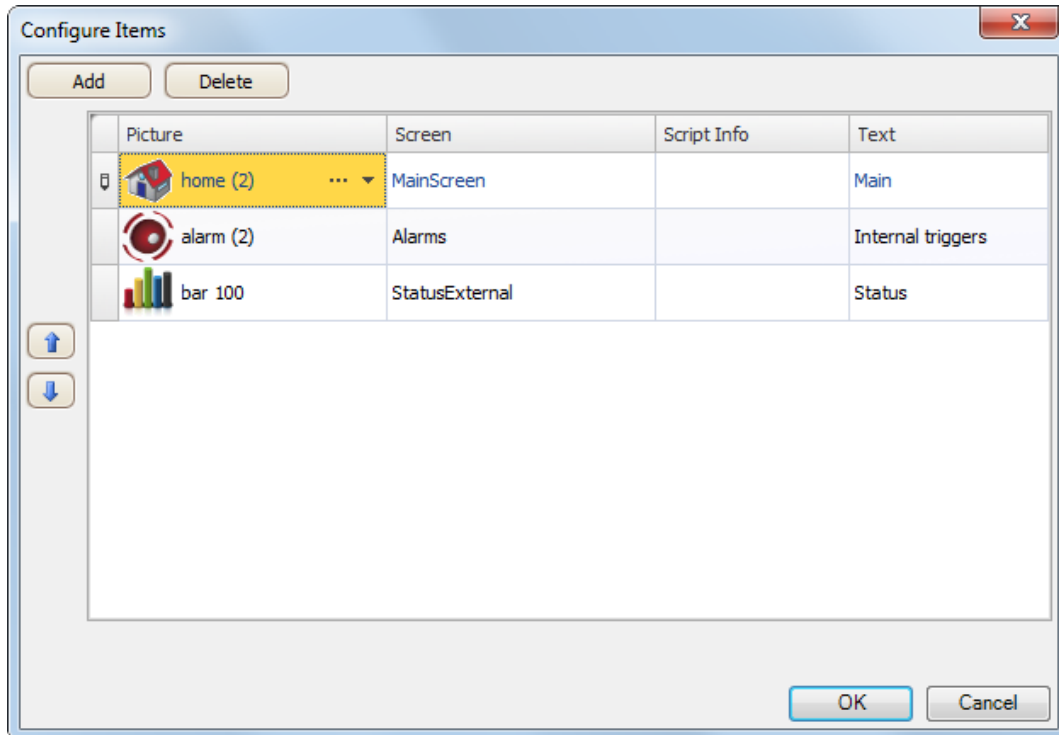 Configure Items
Add Delete
Picture Screen Script Info Text
home (2) ... MainScreen Main
alarm (2) Alarms Internal triggers
bar 100 StatusExternal Status
OK Cancel